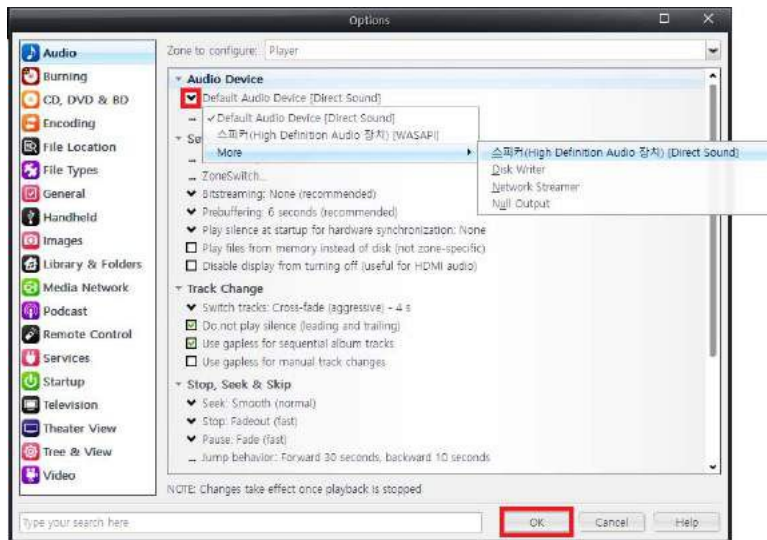 Options
Audio
Burning
CD, DVD & BD
Encoding
File Location
File Types
General
Handheld
Images
Library & Folders
Media Network
Podcast
Remote Control
Services
Startup
Television
Theater View
Tree & View
Video
Zone to configure: Player
Audio Device
Default Audio Device [Direct Sound]
Default Audio Device [Direct Sound]
스피커(High Definition Audio 장치) [WASAPI]
More
스피커(High Definition Audio 장치) [Direct Sound]
Disk Writer
Network Streamer
Null Output
Se
ZoneSwitch...
Bitstreaming: None (recommended)
Prebuffering: 6 seconds (recommended)
Play silence at startup for hardware synchronization: None
Play files from memory instead of disk (not zone-specific)
Disable display from turning off (useful for HDMI audio)
Track Change
Switch tracks: Cross-fade (aggressive) - 4 s
Do not play silence (leading and trailing)
Use gapless for sequential album tracks
Use gapless for manual track changes
Stop, Seek & Skip
Seek: Smooth (normal)
Stop: Fadeout (fast)
Pause: Fade (fast)
Jump behavior: Forward 30 seconds, backward 10 seconds
NOTE: Changes take effect once playback is stopped
Type your search here
OK Cancel Help